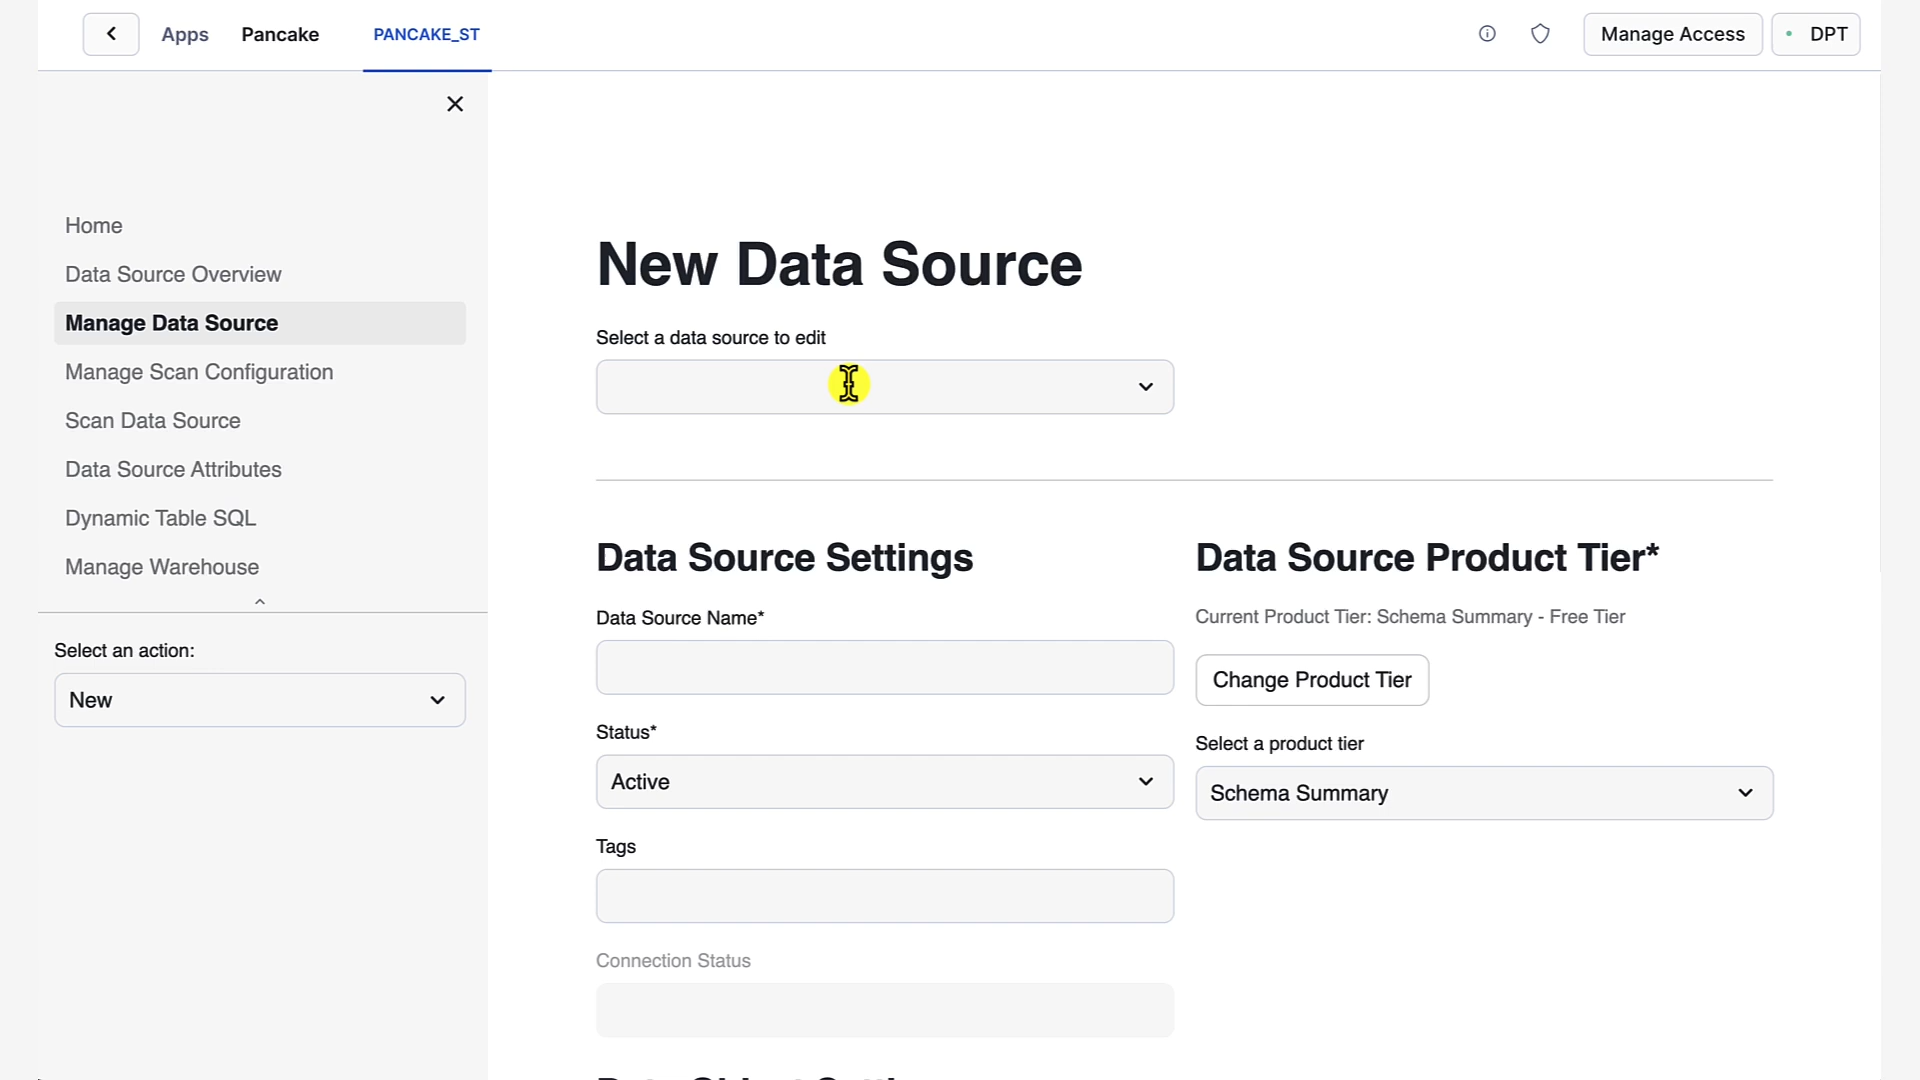 Apps
Pancake
PANCAKE_ST
Manage Access
DPT
Home
Data Source Overview
Manage Data Source
Manage Scan Configuration
Scan Data Source
Data Source Attributes
Dynamic Table SQL
Manage Warehouse
Select an action:
New
New Data Source
Select a data source to edit
Data Source Settings
Data Source Name*
Status*
Active
Tags
Connection Status
Data Source Product Tier*
Current Product Tier: Schema Summary - Free Tier
Change Product Tier
Select a product tier
Schema Summary